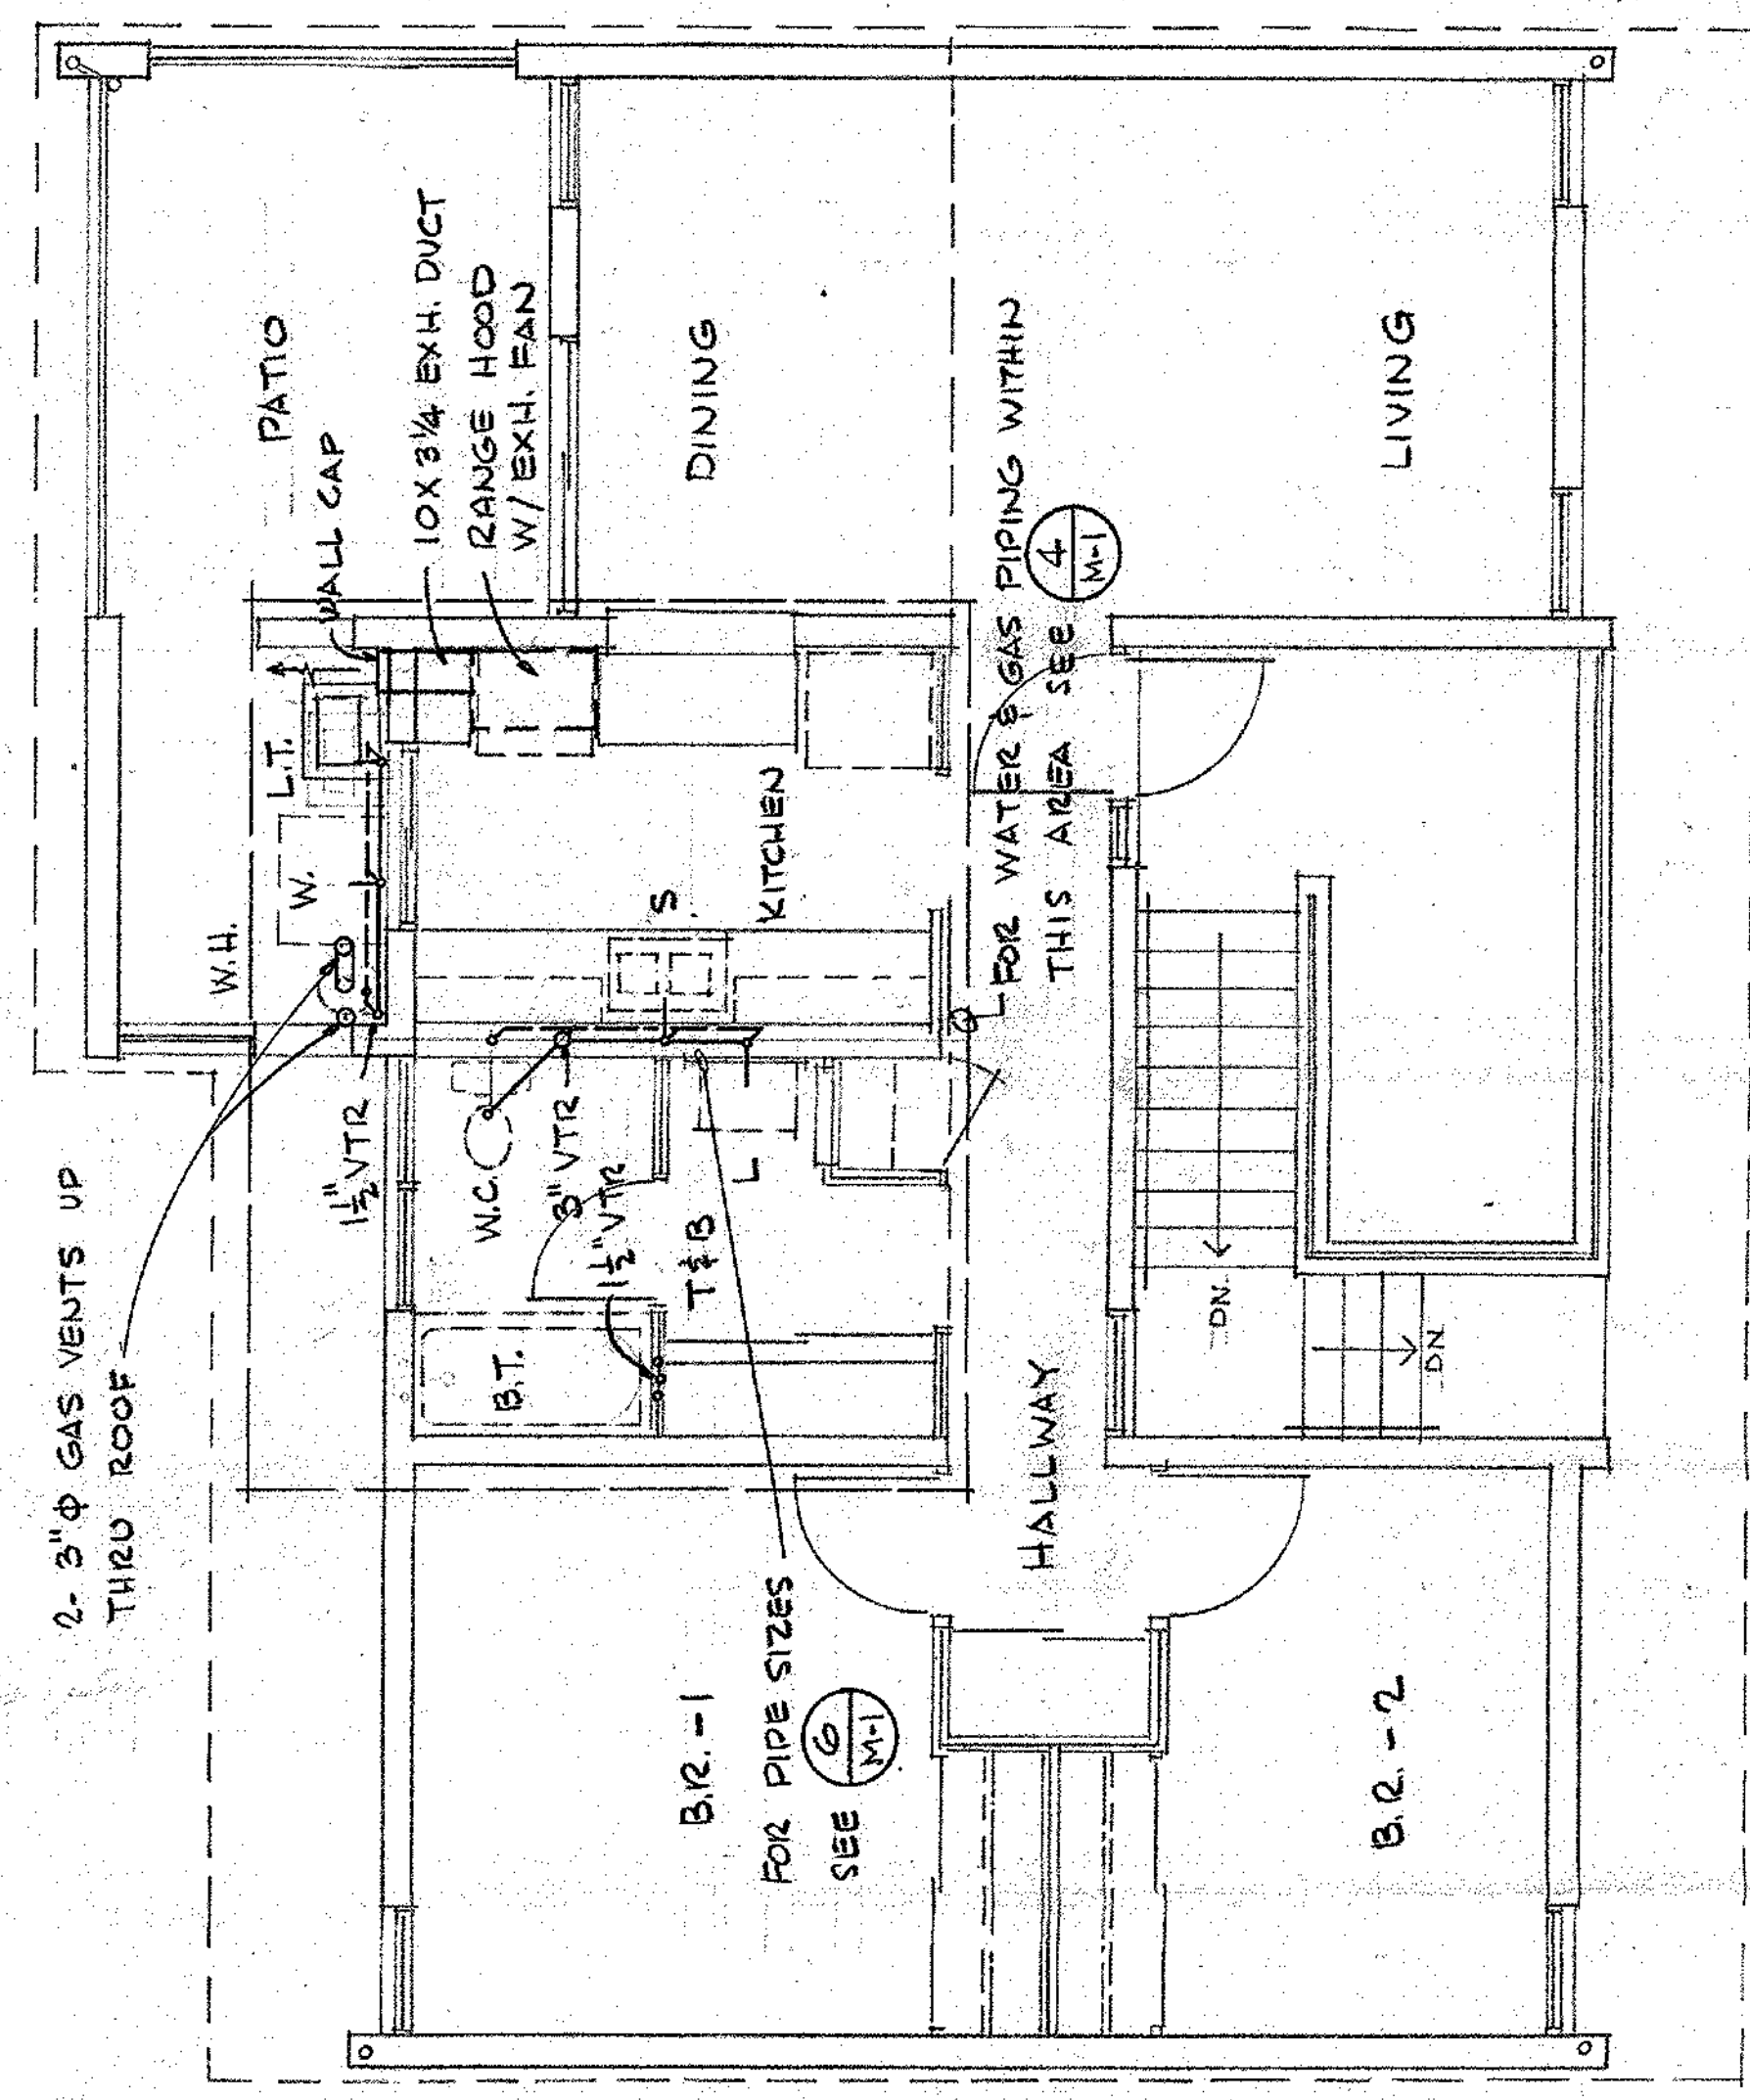 2- 3"Φ GAS VENTS UP
THRU ROOF
W.H.
W.
L.T.
PATIO
WALL CAP
1½" VTR
10 X 3¼ EXH. DUCT
RANGE HOOD
W/ EXH. FAN
W.C.
3" VTR
1½" VTR
B.T.
S.
T & B
L
KITCHEN
DINING
B.R. -1
FOR PIPE SIZES
SEE 6
M-1
FOR WATER & GAS PIPING WITHIN
THIS AREA SEE 4
M-1
HALLWAY
DN.
DN
LIVING
B.R. -2